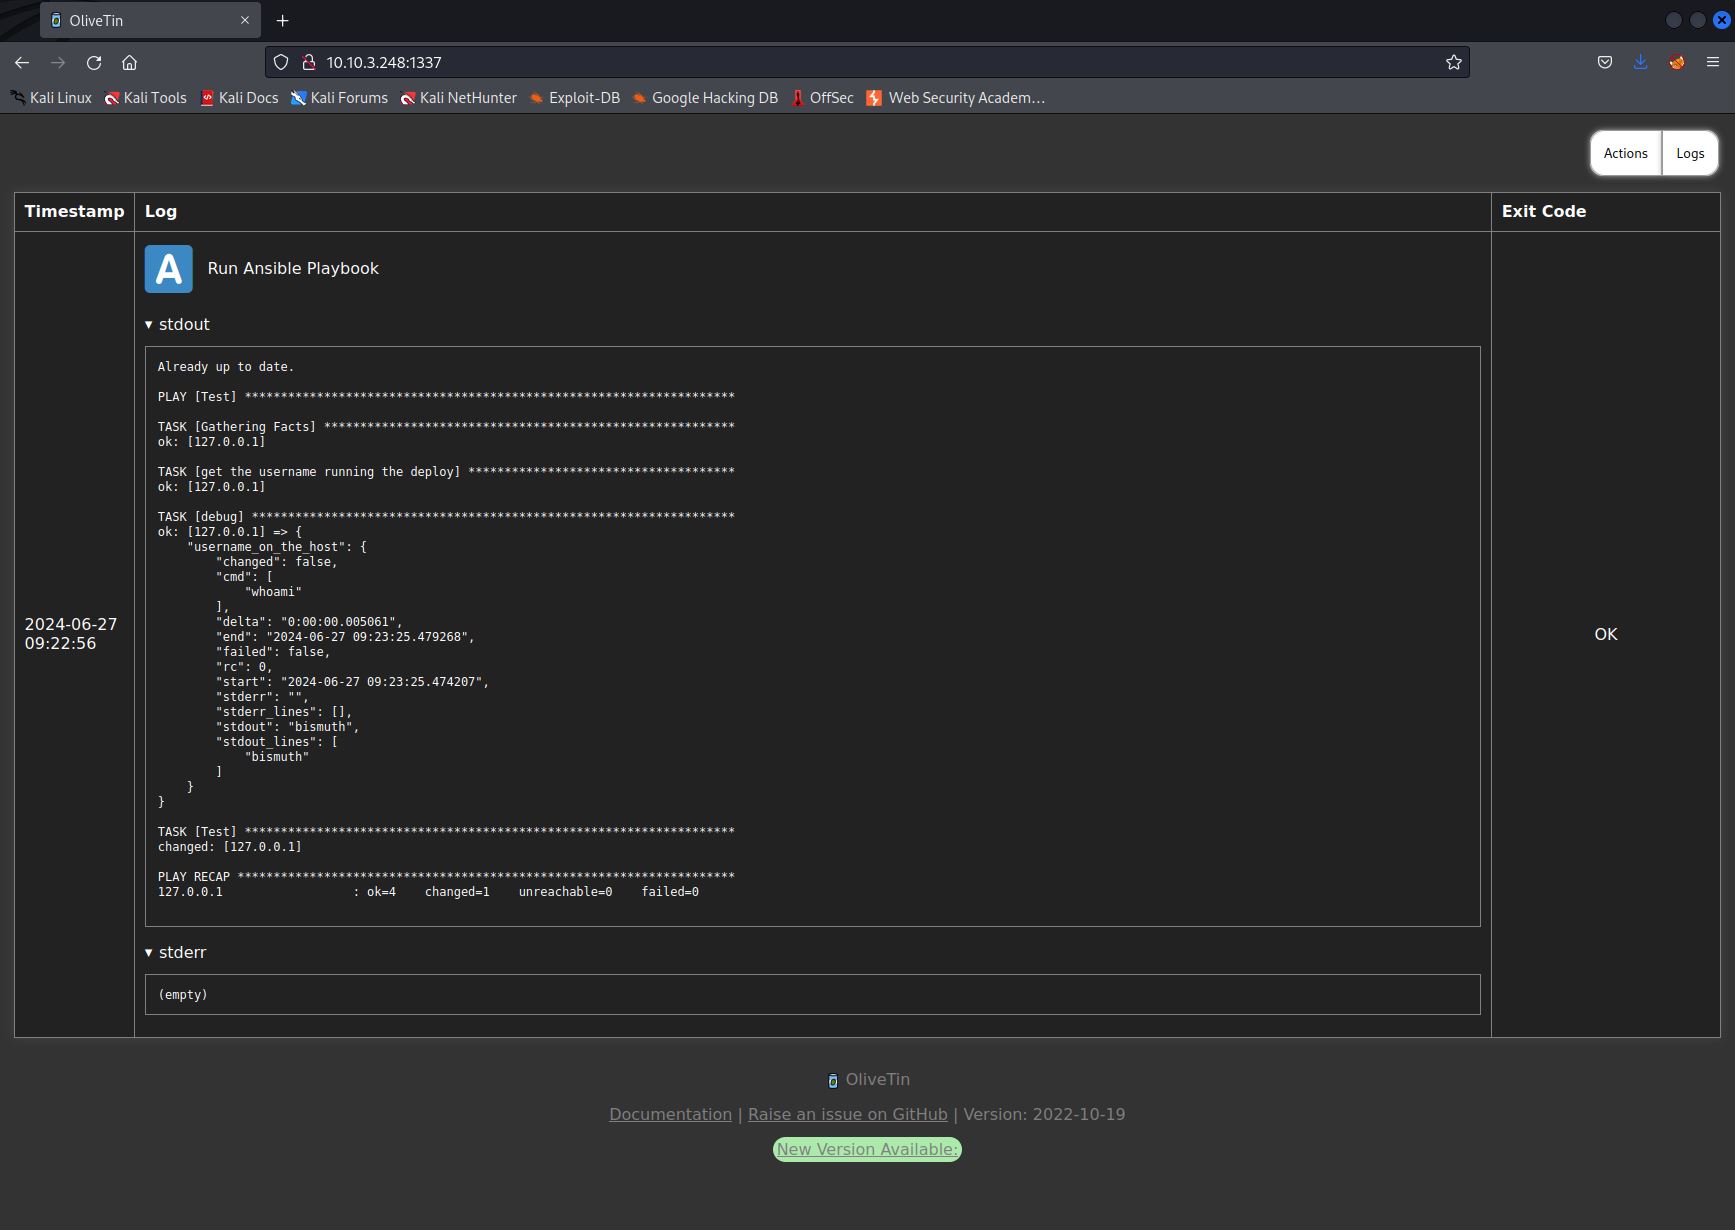 OliveTin
10.10.3.248:1337
Kali Linux Kali Tools Kali Docs Kali Forums Kali NetHunter Exploit-DB Google Hacking DB OffSec Web Security Academ…
Actions Logs
Timestamp Log Exit Code
A Run Ansible Playbook
▾ stdout
Already up to date.
PLAY [Test] ********************************************************************
TASK [Gathering Facts] *********************************************************
ok: [127.0.0.1]
TASK [get the username running the deploy] *************************************
ok: [127.0.0.1]
TASK [debug] *******************************************************************
ok: [127.0.0.1] => {
    "username_on_the_host": {
        "changed": false,
        "cmd": [
            "whoami"
        ],
        "delta": "0:00:00.005061",
        "end": "2024-06-27 09:23:25.479268",
        "failed": false,
        "rc": 0,
        "start": "2024-06-27 09:23:25.474207",
        "stderr": "",
        "stderr_lines": [],
        "stdout": "bismuth",
        "stdout_lines": [
            "bismuth"
        ]
    }
}
TASK [Test] ********************************************************************
changed: [127.0.0.1]
PLAY RECAP *********************************************************************
127.0.0.1                  : ok=4    changed=1    unreachable=0    failed=0
2024-06-27
09:22:56
OK
▾ stderr
(empty)
OliveTin
Documentation | Raise an issue on GitHub | Version: 2022-10-19
New Version Available: